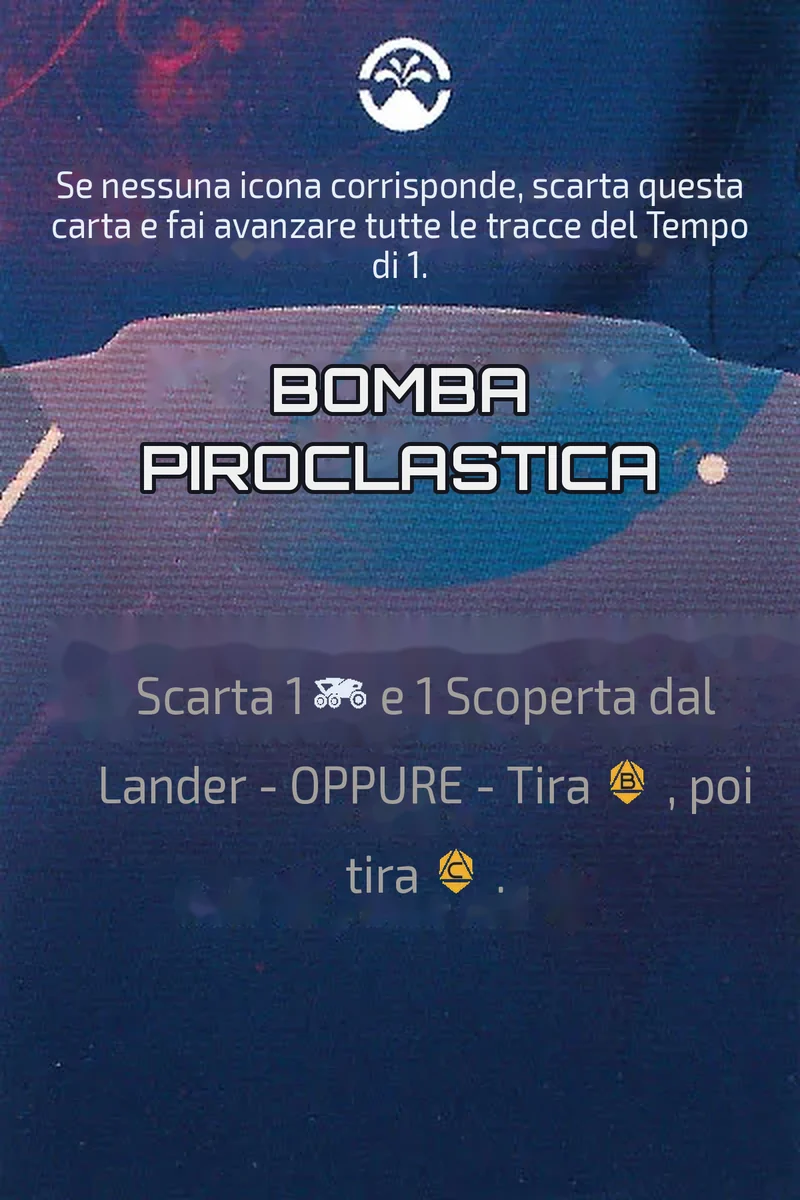 Se nessuna icona corrisponde, scarta questa
carta e fai avanzare tutte le tracce del Tempo
di 1.
BOMBA
PIROCLASTICA
Scarta 1 e 1 Scoperta dal
Lander - OPPURE - Tira B , poi
tira C .